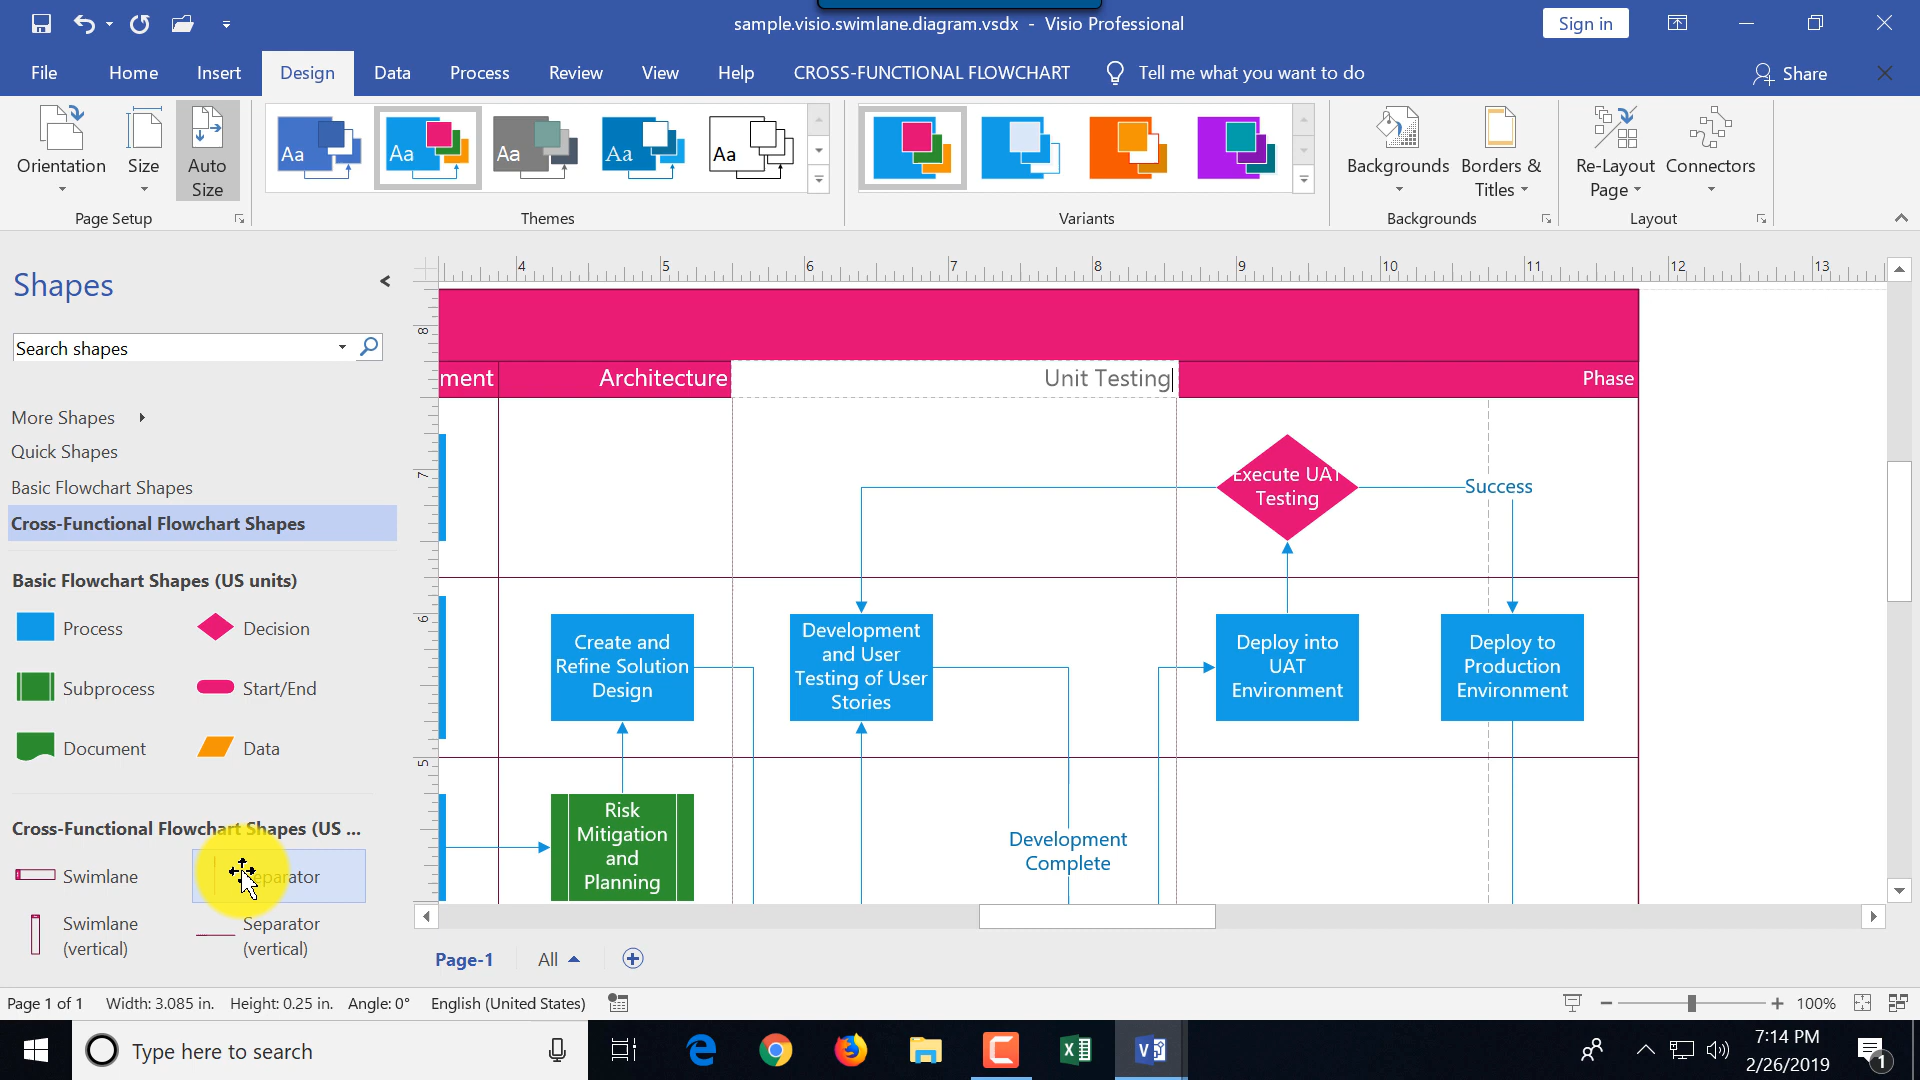 sample.visio.swimlane.diagram.vsdx - Visio Professional
Sign in
File Home Insert Design Data Process Review View Help CROSS-FUNCTIONAL FLOWCHART Tell me what you want to do Share
Orientation Size Auto Size
Page Setup
Aa Aa Aa Aa Aa
Themes
Variants
Backgrounds Borders & Titles
Backgrounds
Re-Layout Page Connectors
Layout
Shapes
Search shapes
More Shapes
Quick Shapes
Basic Flowchart Shapes
Cross-Functional Flowchart Shapes
Basic Flowchart Shapes (US units)
Process Decision
Subprocess Start/End
Document Data
Cross-Functional Flowchart Shapes (US ...
Swimlane
Swimlane (vertical)
Separator (vertical)
4 5 6 7 8 9 10 11 12 13
8
7
6
5
ment Architecture Unit Testing Phase
Execute UAT
Testing
Success
Create and
Refine Solution
Design
Development
and User
Testing of User
Stories
Deploy into
UAT
Environment
Deploy to
Production
Environment
Risk
Mitigation
and
Planning
Development
Complete
Page-1 All
Page 1 of 1 Width: 3.085 in. Height: 0.25 in. Angle: 0° English (United States) 100%
Type here to search
7:14 PM
2/26/2019
1